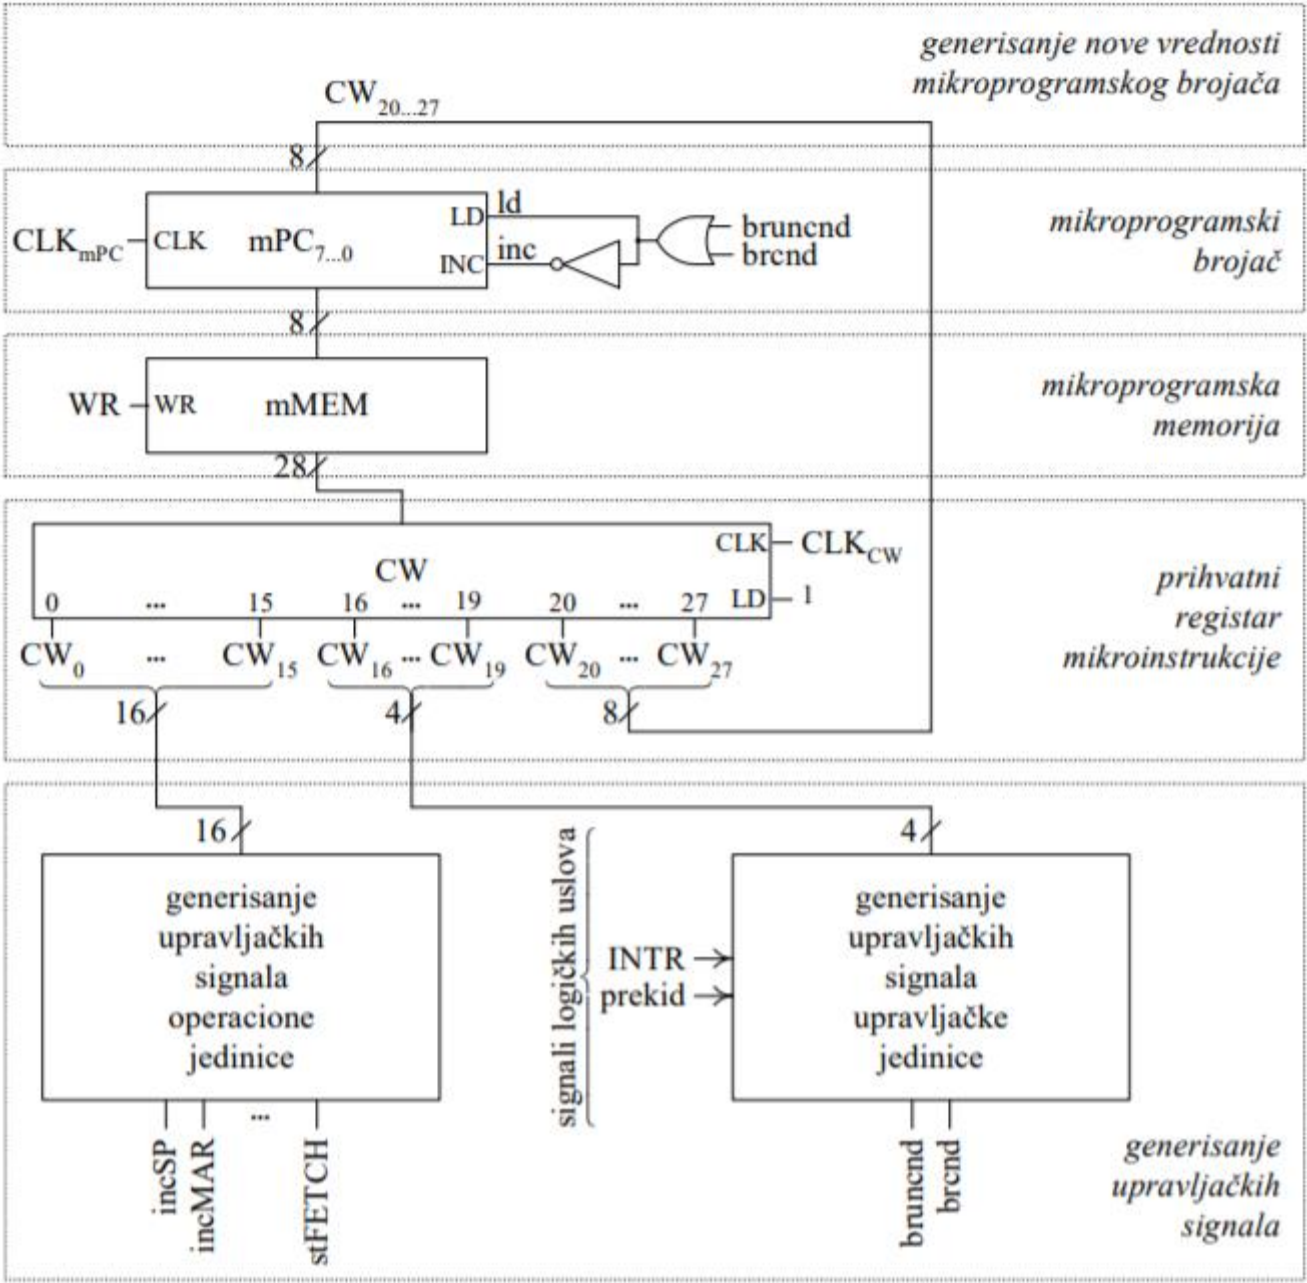 generisanje nove vrednosti
mikroprogramskog brojača
CW20...27
8
CLKmPC
CLK
mPC7...0
LD
ld
INC
inc
bruncnd
brcnd
mikroprogramski
brojač
8
WR
WR
mMEM
mikroprogramska
memorija
28
CLK
CLKCW
CW
LD
1
0 ... 15 16 ... 19 20 ... 27
CW0 ... CW15 CW16 ... CW19 CW20 ... CW27
prihvatni
registar
mikroinstrukcije
16
4
8
16
generisanje
upravljačkih
signala
operacione
jedinice
incSP
incMAR
...
stFETCH
signali logičkih uslova
INTR
prekid
4
generisanje
upravljačkih
signala
upravljačke
jedinice
bruncnd
brcnd
generisanje
upravljačkih
signala